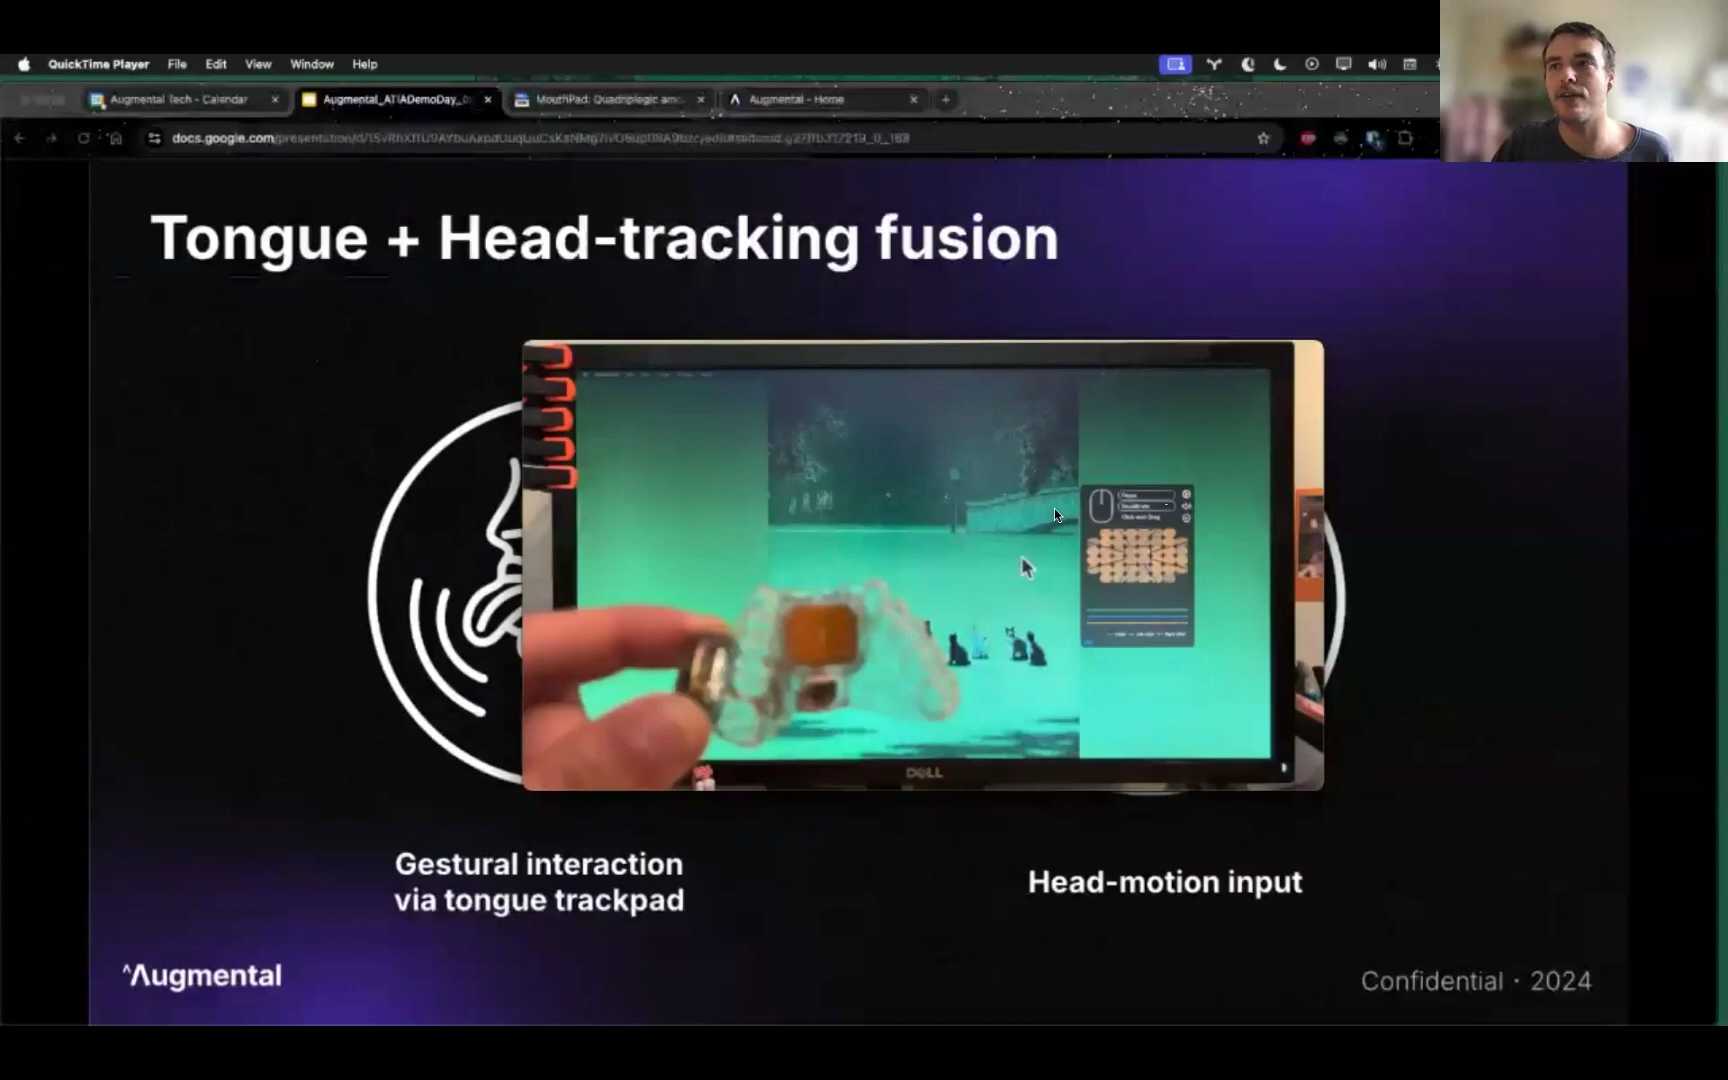 QuickTime Player File Edit View Window Help
Augmental Tech - Calendar
Augmental_ATIADemoDay_
MouthPad: Quadriplegic
Augmental - Home
docs.google.com
Tongue + Head-tracking fusion
DELL
Gestural interaction
via tongue trackpad
Head-motion input
^Augmental
Confidential · 2024